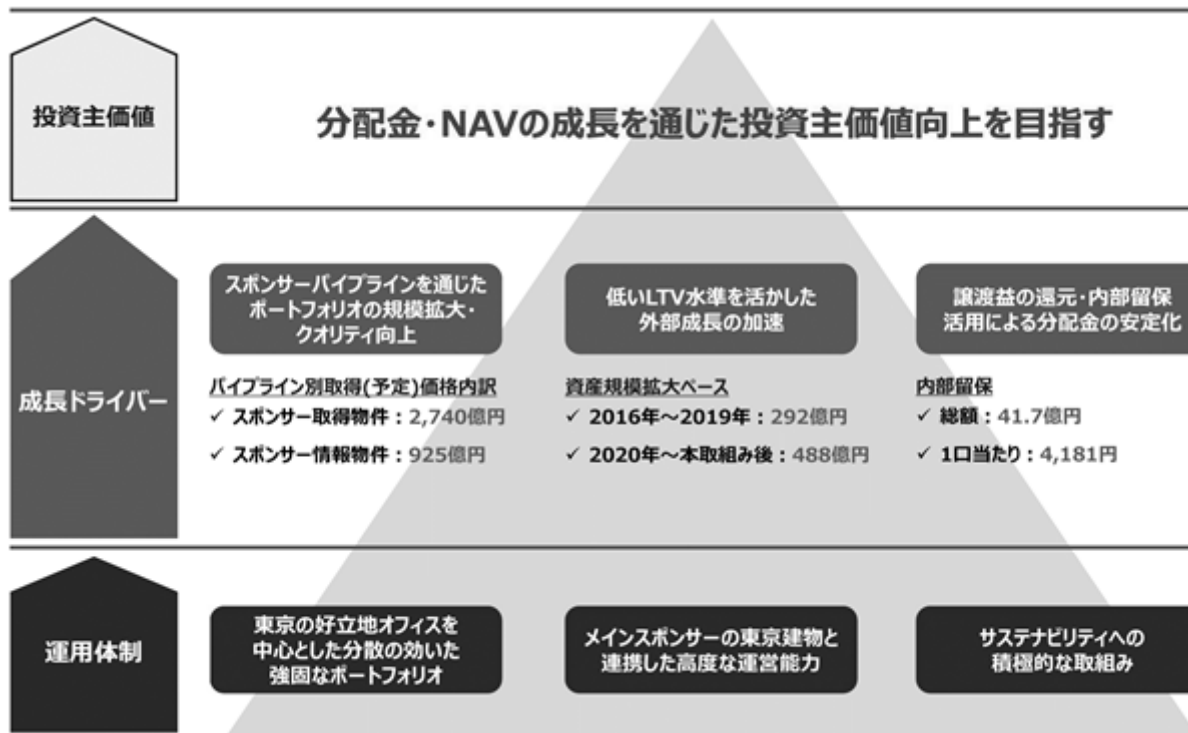 投資主価値
分配金・NAVの成長を通じた投資主価値向上を目指す
成長ドライバー
スポンサーパイプラインを通じた
ポートフォリオの規模拡大・
クオリティ向上
パイプライン別取得(予定)価格内訳
✓ スポンサー取得物件：2,740億円
✓ スポンサー情報物件：925億円
低いLTV水準を活かした
外部成長の加速
資産規模拡大ペース
✓ 2016年～2019年：292億円
✓ 2020年～本取組み後：488億円
譲渡益の還元・内部留保
活用による分配金の安定化
内部留保
✓ 総額：41.7億円
✓ 1口当たり：4,181円
運用体制
東京の好立地オフィスを
中心とした分散の効いた
強固なポートフォリオ
メインスポンサーの東京建物と
連携した高度な運営能力
サステナビリティへの
積極的な取組み